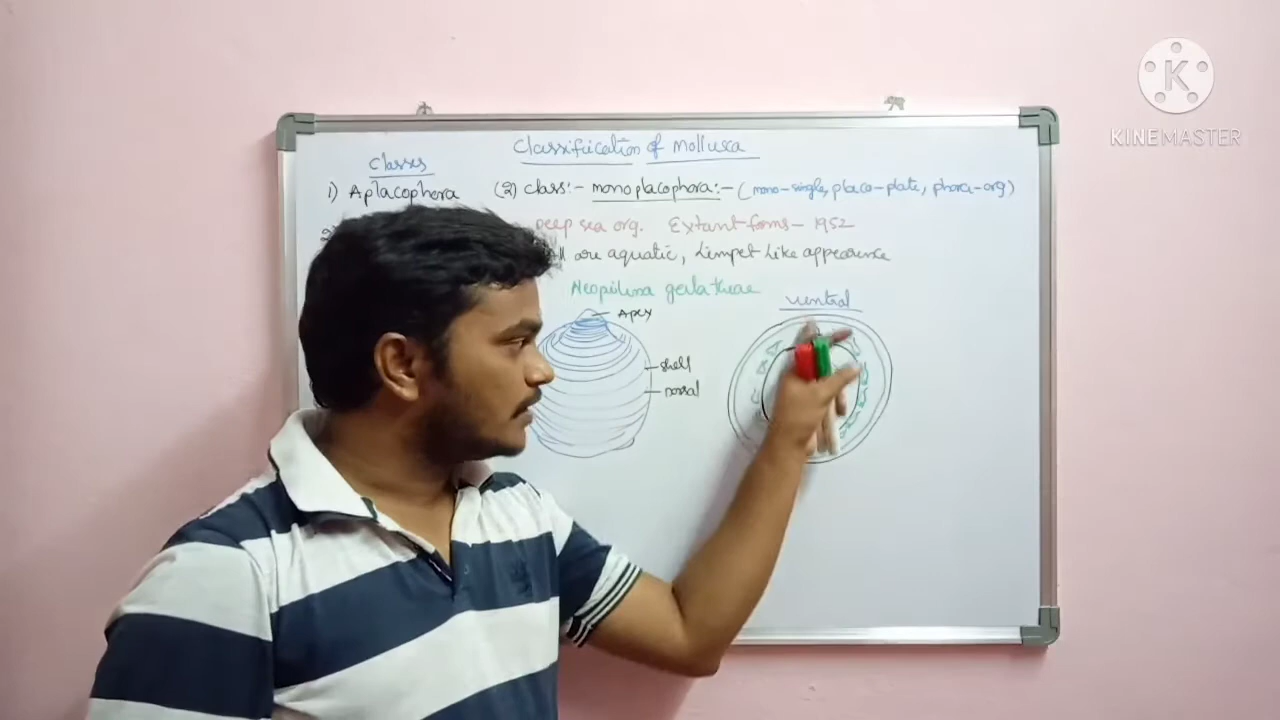 Classification of Mollusca
Classes
1) Aplacophora
(2) class:- monoplacophora:- (mono-single, placo-plate, phora-org)
Deep sea org. Extant forms- 1952
All are aquatic, Limpet Like appearence
Neopilina galatheae
Apex
shell
Dorsal
ventral
K
KINEMASTER